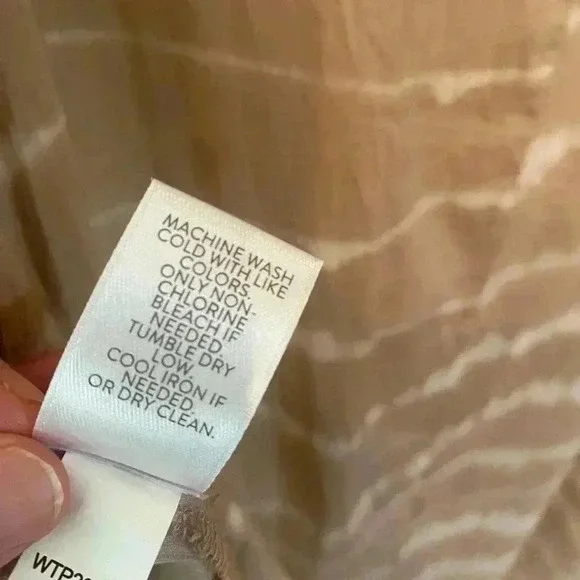 MACHINE WASH
COLD WITH LIKE
COLORS.
ONLY NON-
CHLORINE
BLEACH IF
NEEDED.
TUMBLE DRY
LOW.
COOL IRON IF
NEEDED.
OR DRY CLEAN.